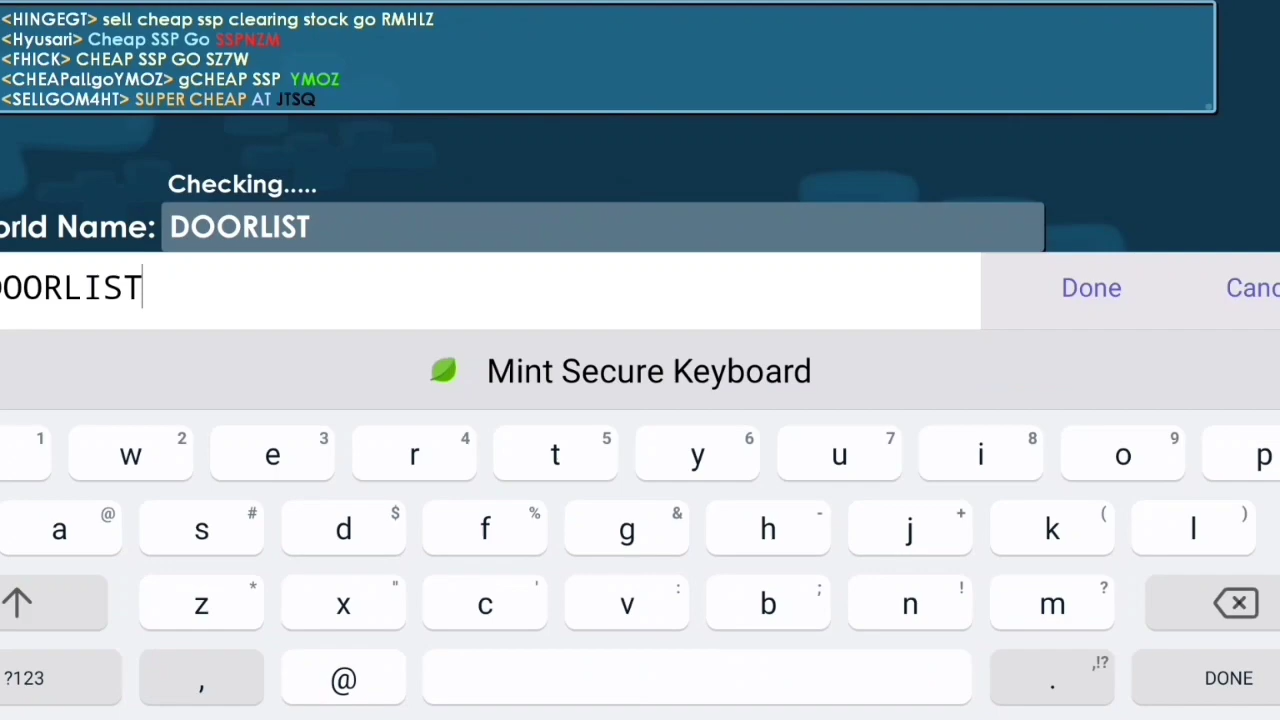 <HINGEGT> sell cheap ssp clearing stock go RMHLZ
<Hyusari> Cheap SSP Go SSPNZM
<FHICK> CHEAP SSP GO SZ7W
<CHEAPallgoYMOZ> gCHEAP SSP YMOZ
<SELLGOM4HT> SUPER CHEAP AT JTSQ
Checking.....
orld Name: DOORLIST
DOORLIST
Done Canc
Mint Secure Keyboard
1 w 2 e 3 r 4 t 5 y 6 u 7 i 8 o 9 p
a @ s # d $ f % g & h - j + k ( l )
z * x " c ' v : b ; n ! m ?
?123 , @ . ,!? DONE